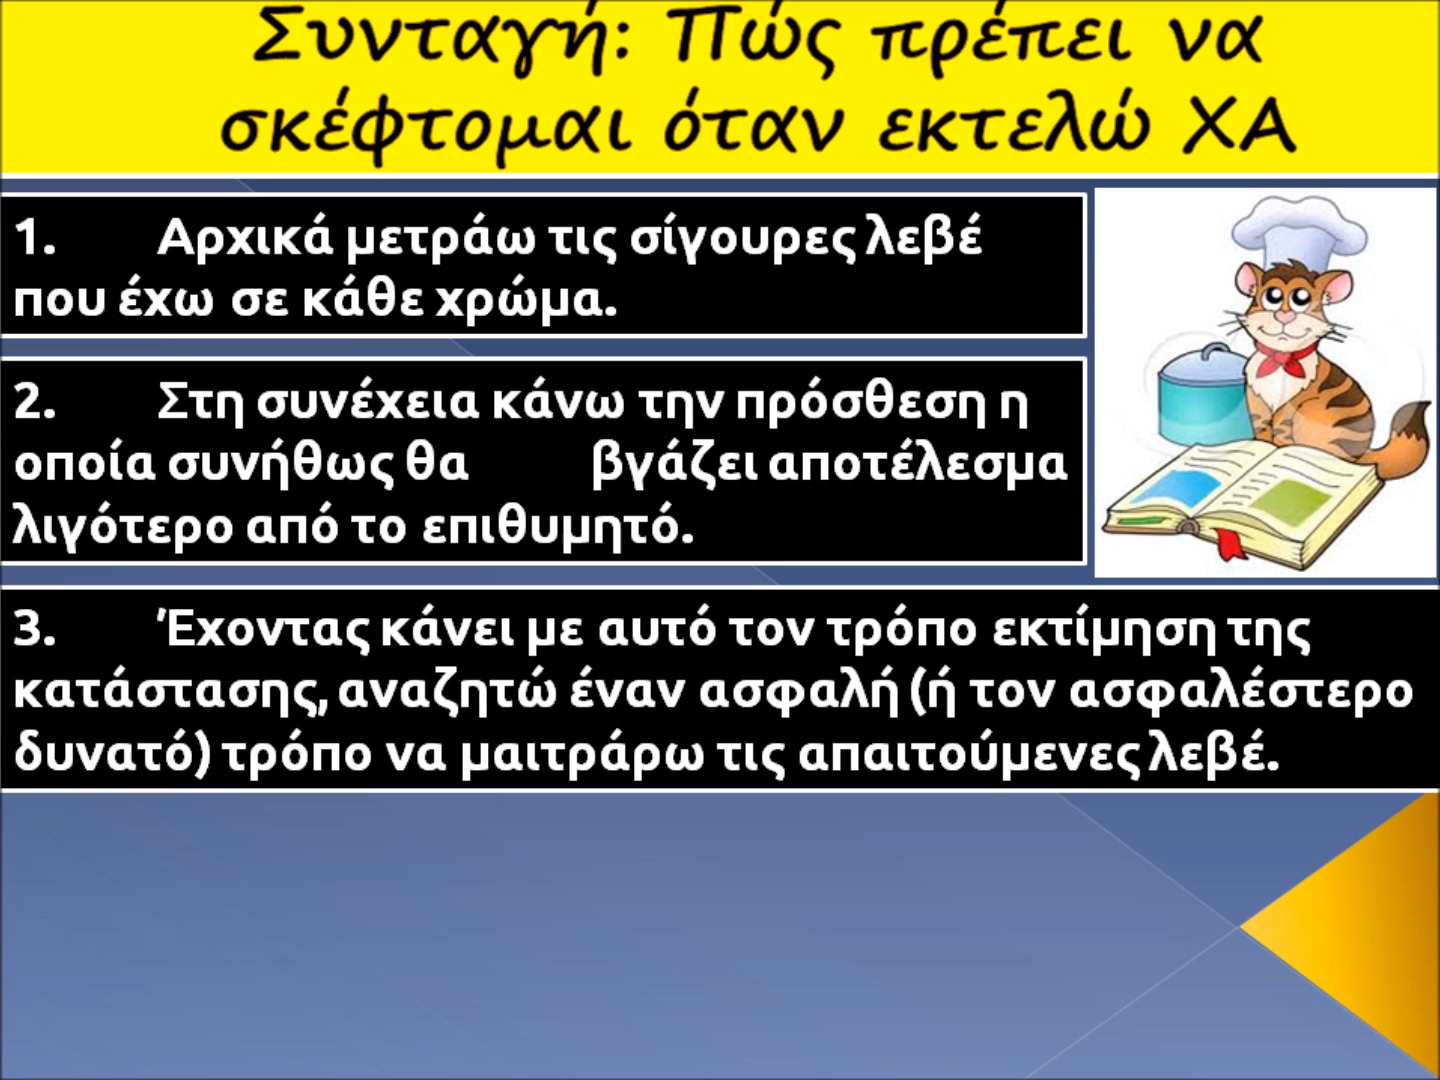 Συνταγή: Πώς πρέπει να
σκέφτομαι όταν εκτελώ ΧΑ
1. Αρχικά μετράω τις σίγουρες λεβέ
που έχω σε κάθε χρώμα.
2. Στη συνέχεια κάνω την πρόσθεση η
οποία συνήθως θα βγάζει αποτέλεσμα
λιγότερο από το επιθυμητό.
3. Έχοντας κάνει με αυτό τον τρόπο εκτίμηση της
κατάστασης, αναζητώ έναν ασφαλή (ή τον ασφαλέστερο
δυνατό) τρόπο να μαιτράρω τις απαιτούμενες λεβέ.